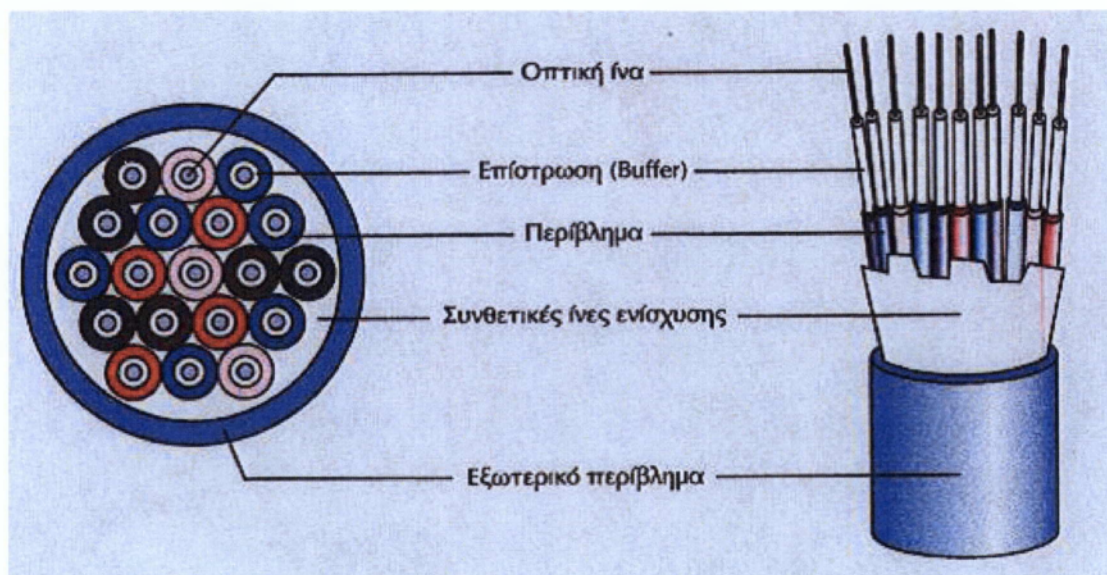 Οπτική ίνα
Επίστρωση (Buffer)
Περίβλημα
Συνθετικές ίνες ενίσχυσης
Εξωτερικό περίβλημα